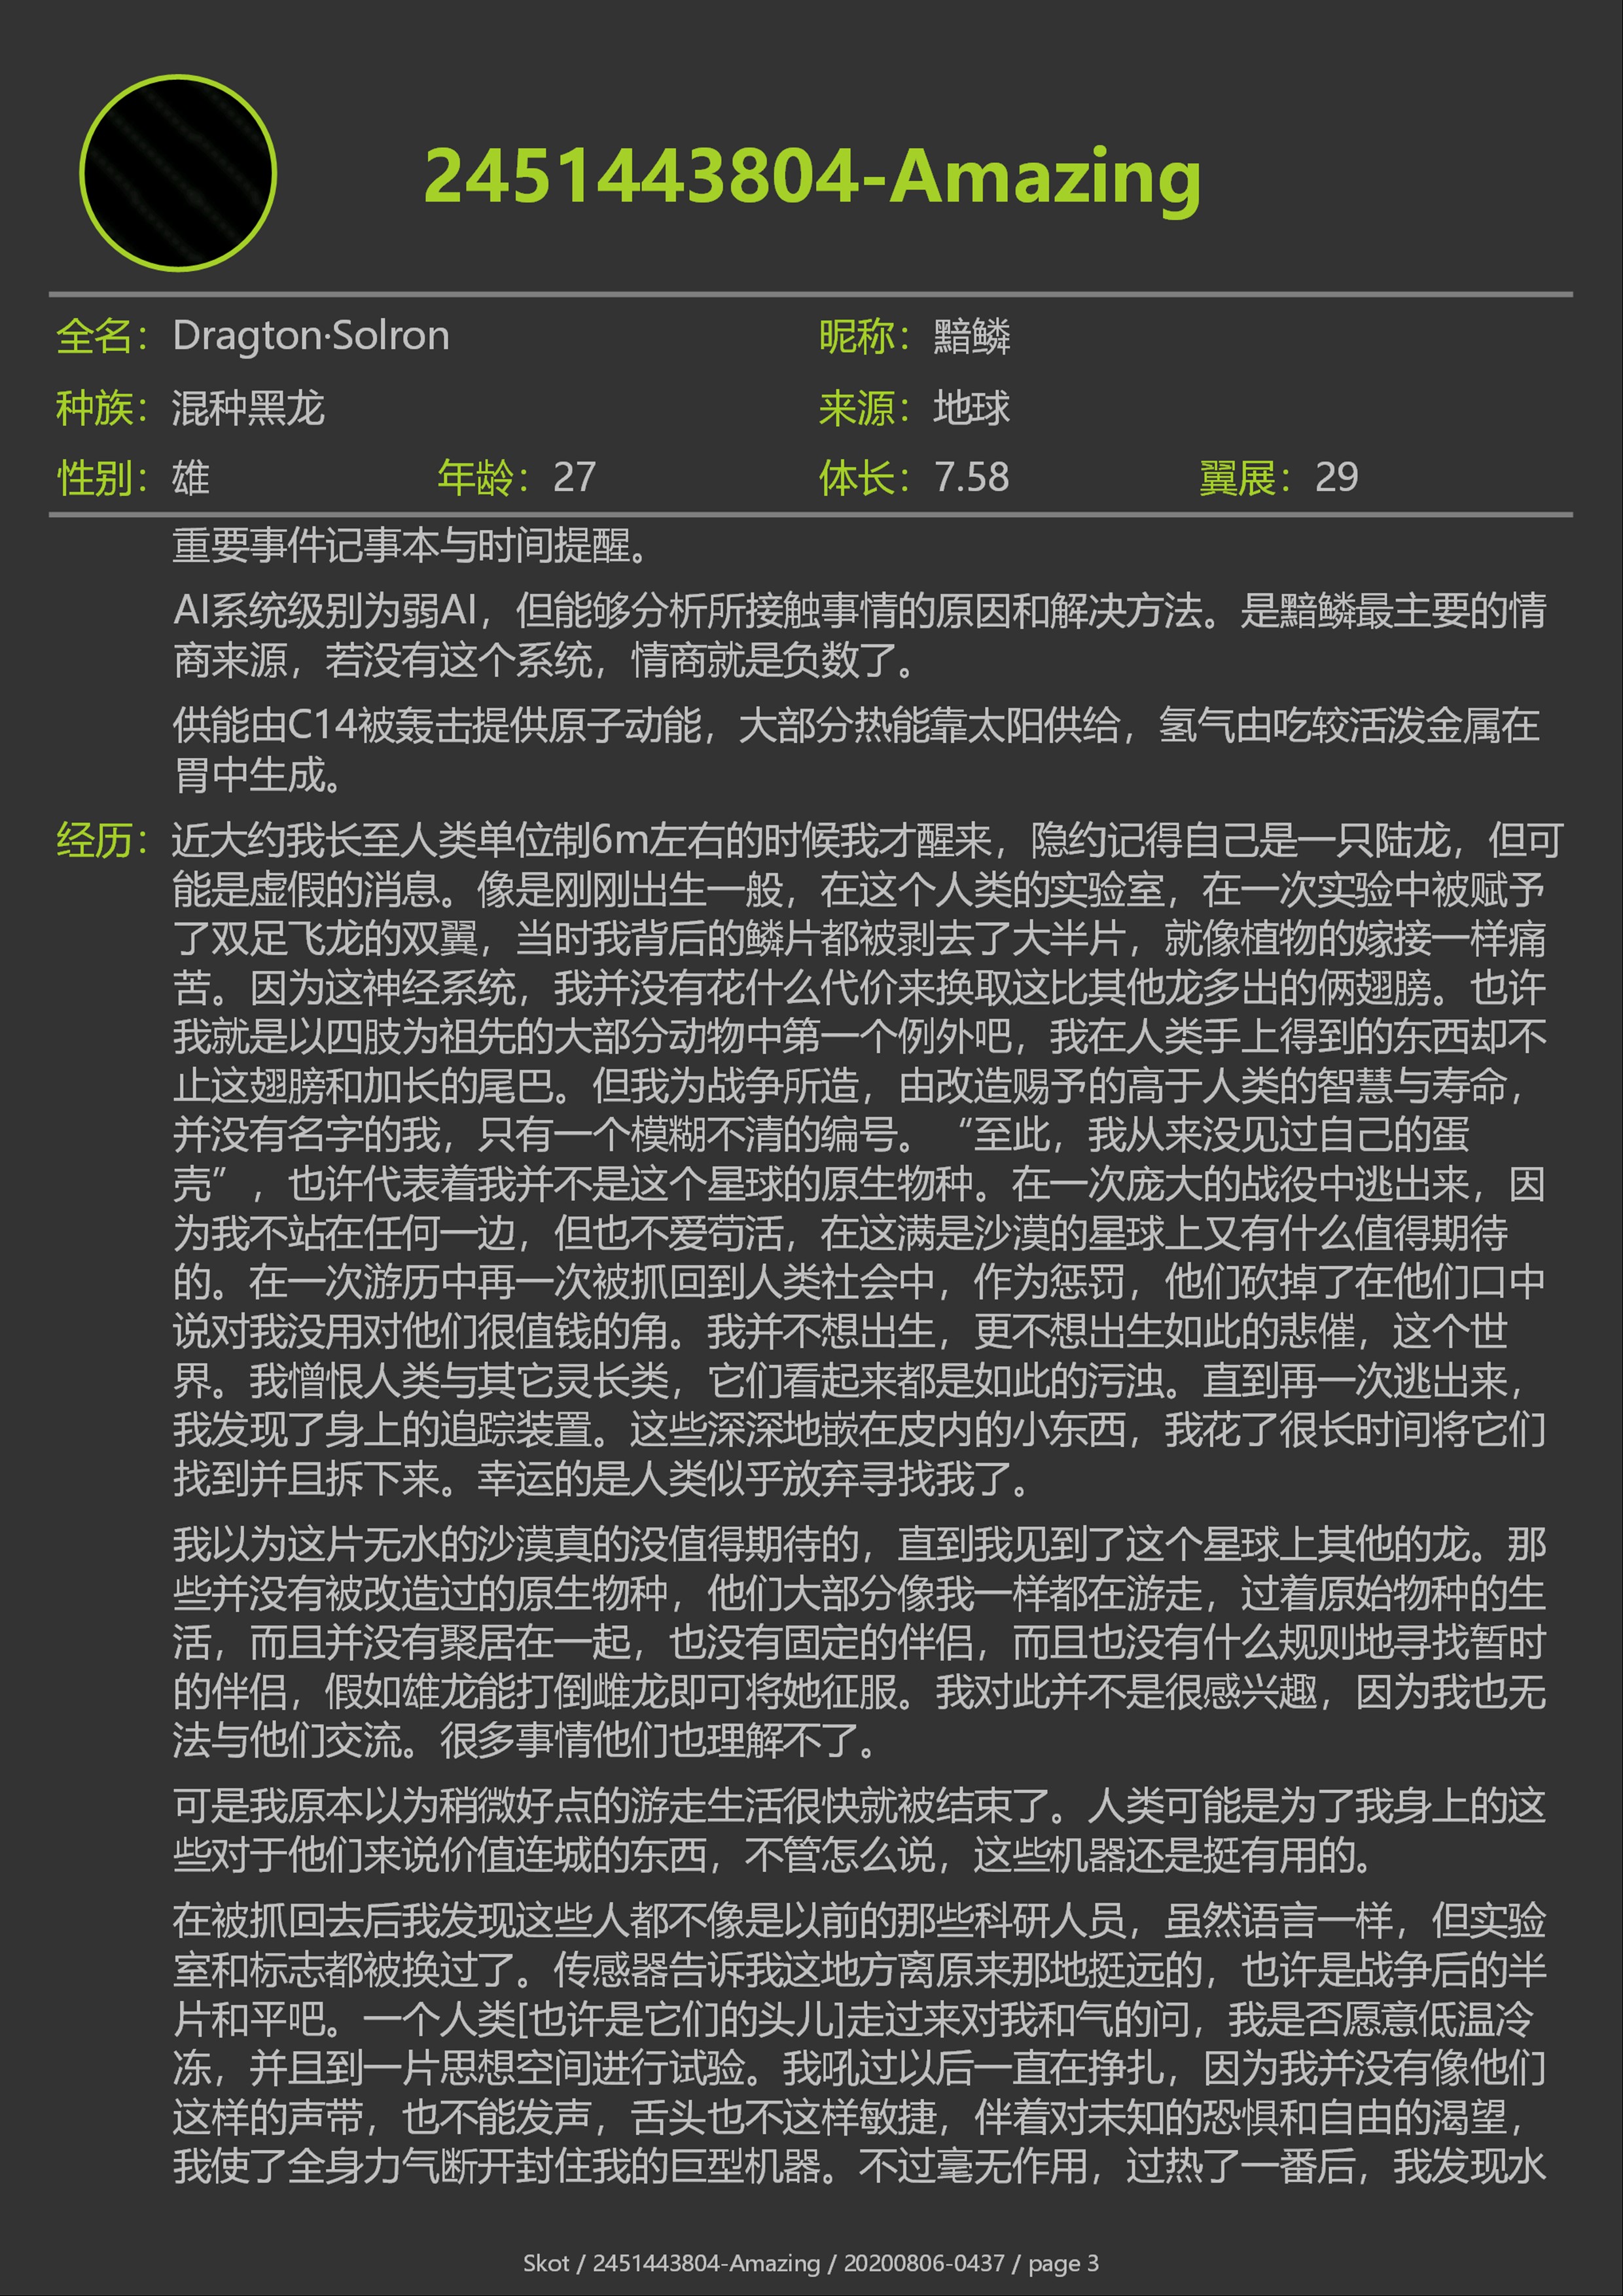 2451443804-Amazing
全名：Dragton·Solron 昵称：黯鳞
种族：混种黑龙 来源：地球
性别：雄 年龄：27 体长：7.58 翼展：29
重要事件记事本与时间提醒。
AI系统级别为弱AI，但能够分析所接触事情的原因和解决方法。是黯鳞最主要的情
商来源，若没有这个系统，情商就是负数了。
供能由C14被轰击提供原子动能，大部分热能靠太阳供给，氢气由吃较活泼金属在
胃中生成。
经历：近大约我长至人类单位制6m左右的时候我才醒来，隐约记得自己是一只陆龙，但可
能是虚假的消息。像是刚刚出生一般，在这个人类的实验室，在一次实验中被赋予
了双足飞龙的双翼，当时我背后的鳞片都被剥去了大半片，就像植物的嫁接一样痛
苦。因为这神经系统，我并没有花什么代价来换取这比其他龙多出的俩翅膀。也许
我就是以四肢为祖先的大部分动物中第一个例外吧，我在人类手上得到的东西却不
止这翅膀和加长的尾巴。但我为战争所造，由改造赐予的高于人类的智慧与寿命，
并没有名字的我，只有一个模糊不清的编号。“至此，我从来没见过自己的蛋
壳”，也许代表着我并不是这个星球的原生物种。在一次庞大的战役中逃出来，因
为我不站在任何一边，但也不爱苟活，在这满是沙漠的星球上又有什么值得期待
的。在一次游历中再一次被抓回到人类社会中，作为惩罚，他们砍掉了在他们口中
说对我没用对他们很值钱的角。我并不想出生，更不想出生如此的悲催，这个世
界。我憎恨人类与其它灵长类，它们看起来都是如此的污浊。直到再一次逃出来，
我发现了身上的追踪装置。这些深深地嵌在皮内的小东西，我花了很长时间将它们
找到并且拆下来。幸运的是人类似乎放弃寻找我了。
我以为这片无水的沙漠真的没值得期待的，直到我见到了这个星球上其他的龙。那
些并没有被改造过的原生物种，他们大部分像我一样都在游走，过着原始物种的生
活，而且并没有聚居在一起，也没有固定的伴侣，而且也没有什么规则地寻找暂时
的伴侣，假如雄龙能打倒雌龙即可将她征服。我对此并不是很感兴趣，因为我也无
法与他们交流。很多事情他们也理解不了。
可是我原本以为稍微好点的游走生活很快就被结束了。人类可能是为了我身上的这
些对于他们来说价值连城的东西，不管怎么说，这些机器还是挺有用的。
在被抓回去后我发现这些人都不像是以前的那些科研人员，虽然语言一样，但实验
室和标志都被换过了。传感器告诉我这地方离原来那地挺远的，也许是战争后的半
片和平吧。一个人类[也许是它们的头儿]走过来对我和气的问，我是否愿意低温冷
冻，并且到一片思想空间进行试验。我吼过以后一直在挣扎，因为我并没有像他们
这样的声带，也不能发声，舌头也不这样敏捷，伴着对未知的恐惧和自由的渴望，
我使了全身力气断开封住我的巨型机器。不过毫无作用，过热了一番后，我发现水
Skot / 2451443804-Amazing / 20200806-0437 / page 3